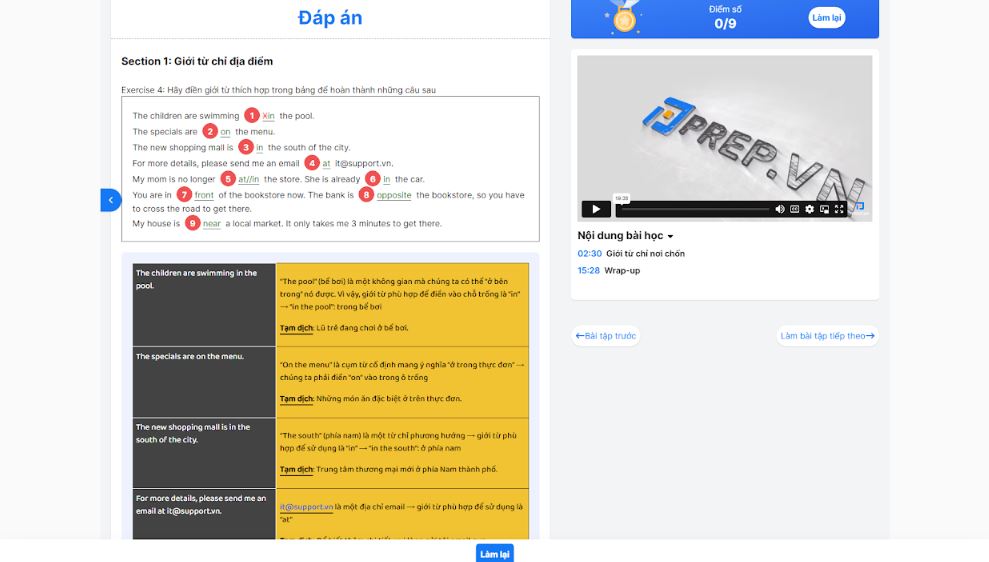 Đáp án
Section 1: Giới từ chỉ địa điểm
Exercise 4: Hãy điền giới từ thích hợp trong bảng để hoàn thành những câu sau
The children are swimming 1 Xin the pool.
The specials are 2 on the menu.
The new shopping mall is 3 in the south of the city.
For more details, please send me an email 4 at it@support.vn.
My mom is no longer 5 at//in the store. She is already 6 in the car.
You are in 7 front of the bookstore now. The bank is 8 opposite the bookstore, so you have
to cross the road to get there.
My house is 9 near a local market. It only takes me 3 minutes to get there.
The children are swimming in the
pool.
"The pool" (bể bơi) là một không gian mà chúng ta có thể "ở bên
trong" nó được. Vì vậy, giới từ phù hợp để điền vào chỗ trống là "in"
→ "in the pool": trong bể bơi
Tạm dịch: Lũ trẻ đang chơi ở bể bơi.
The specials are on the menu.
"On the menu" là cụm từ cố định mang ý nghĩa "ở trong thực đơn" →
chúng ta phải điền "on" vào trong ô trống
Tạm dịch: Những món ăn đặc biệt ở trên thực đơn.
The new shopping mall is in the
south of the city.
"The south" (phía nam) là một từ chỉ phương hướng → giới từ phù
hợp để sử dụng là "in" → "in the south": ở phía nam
Tạm dịch: Trung tâm thương mại mới ở phía Nam thành phố.
For more details, please send me an
email at it@support.vn.
it@support.vn là một địa chỉ email → giới từ phù hợp để sử dụng là
"at"
Điểm số
0/9
Làm lại
PREP.VN
19:28
Nội dung bài học
02:30 Giới từ chỉ nơi chốn
15:28 Wrap-up
←Bài tập trước
Làm bài tập tiếp theo→
Làm lại